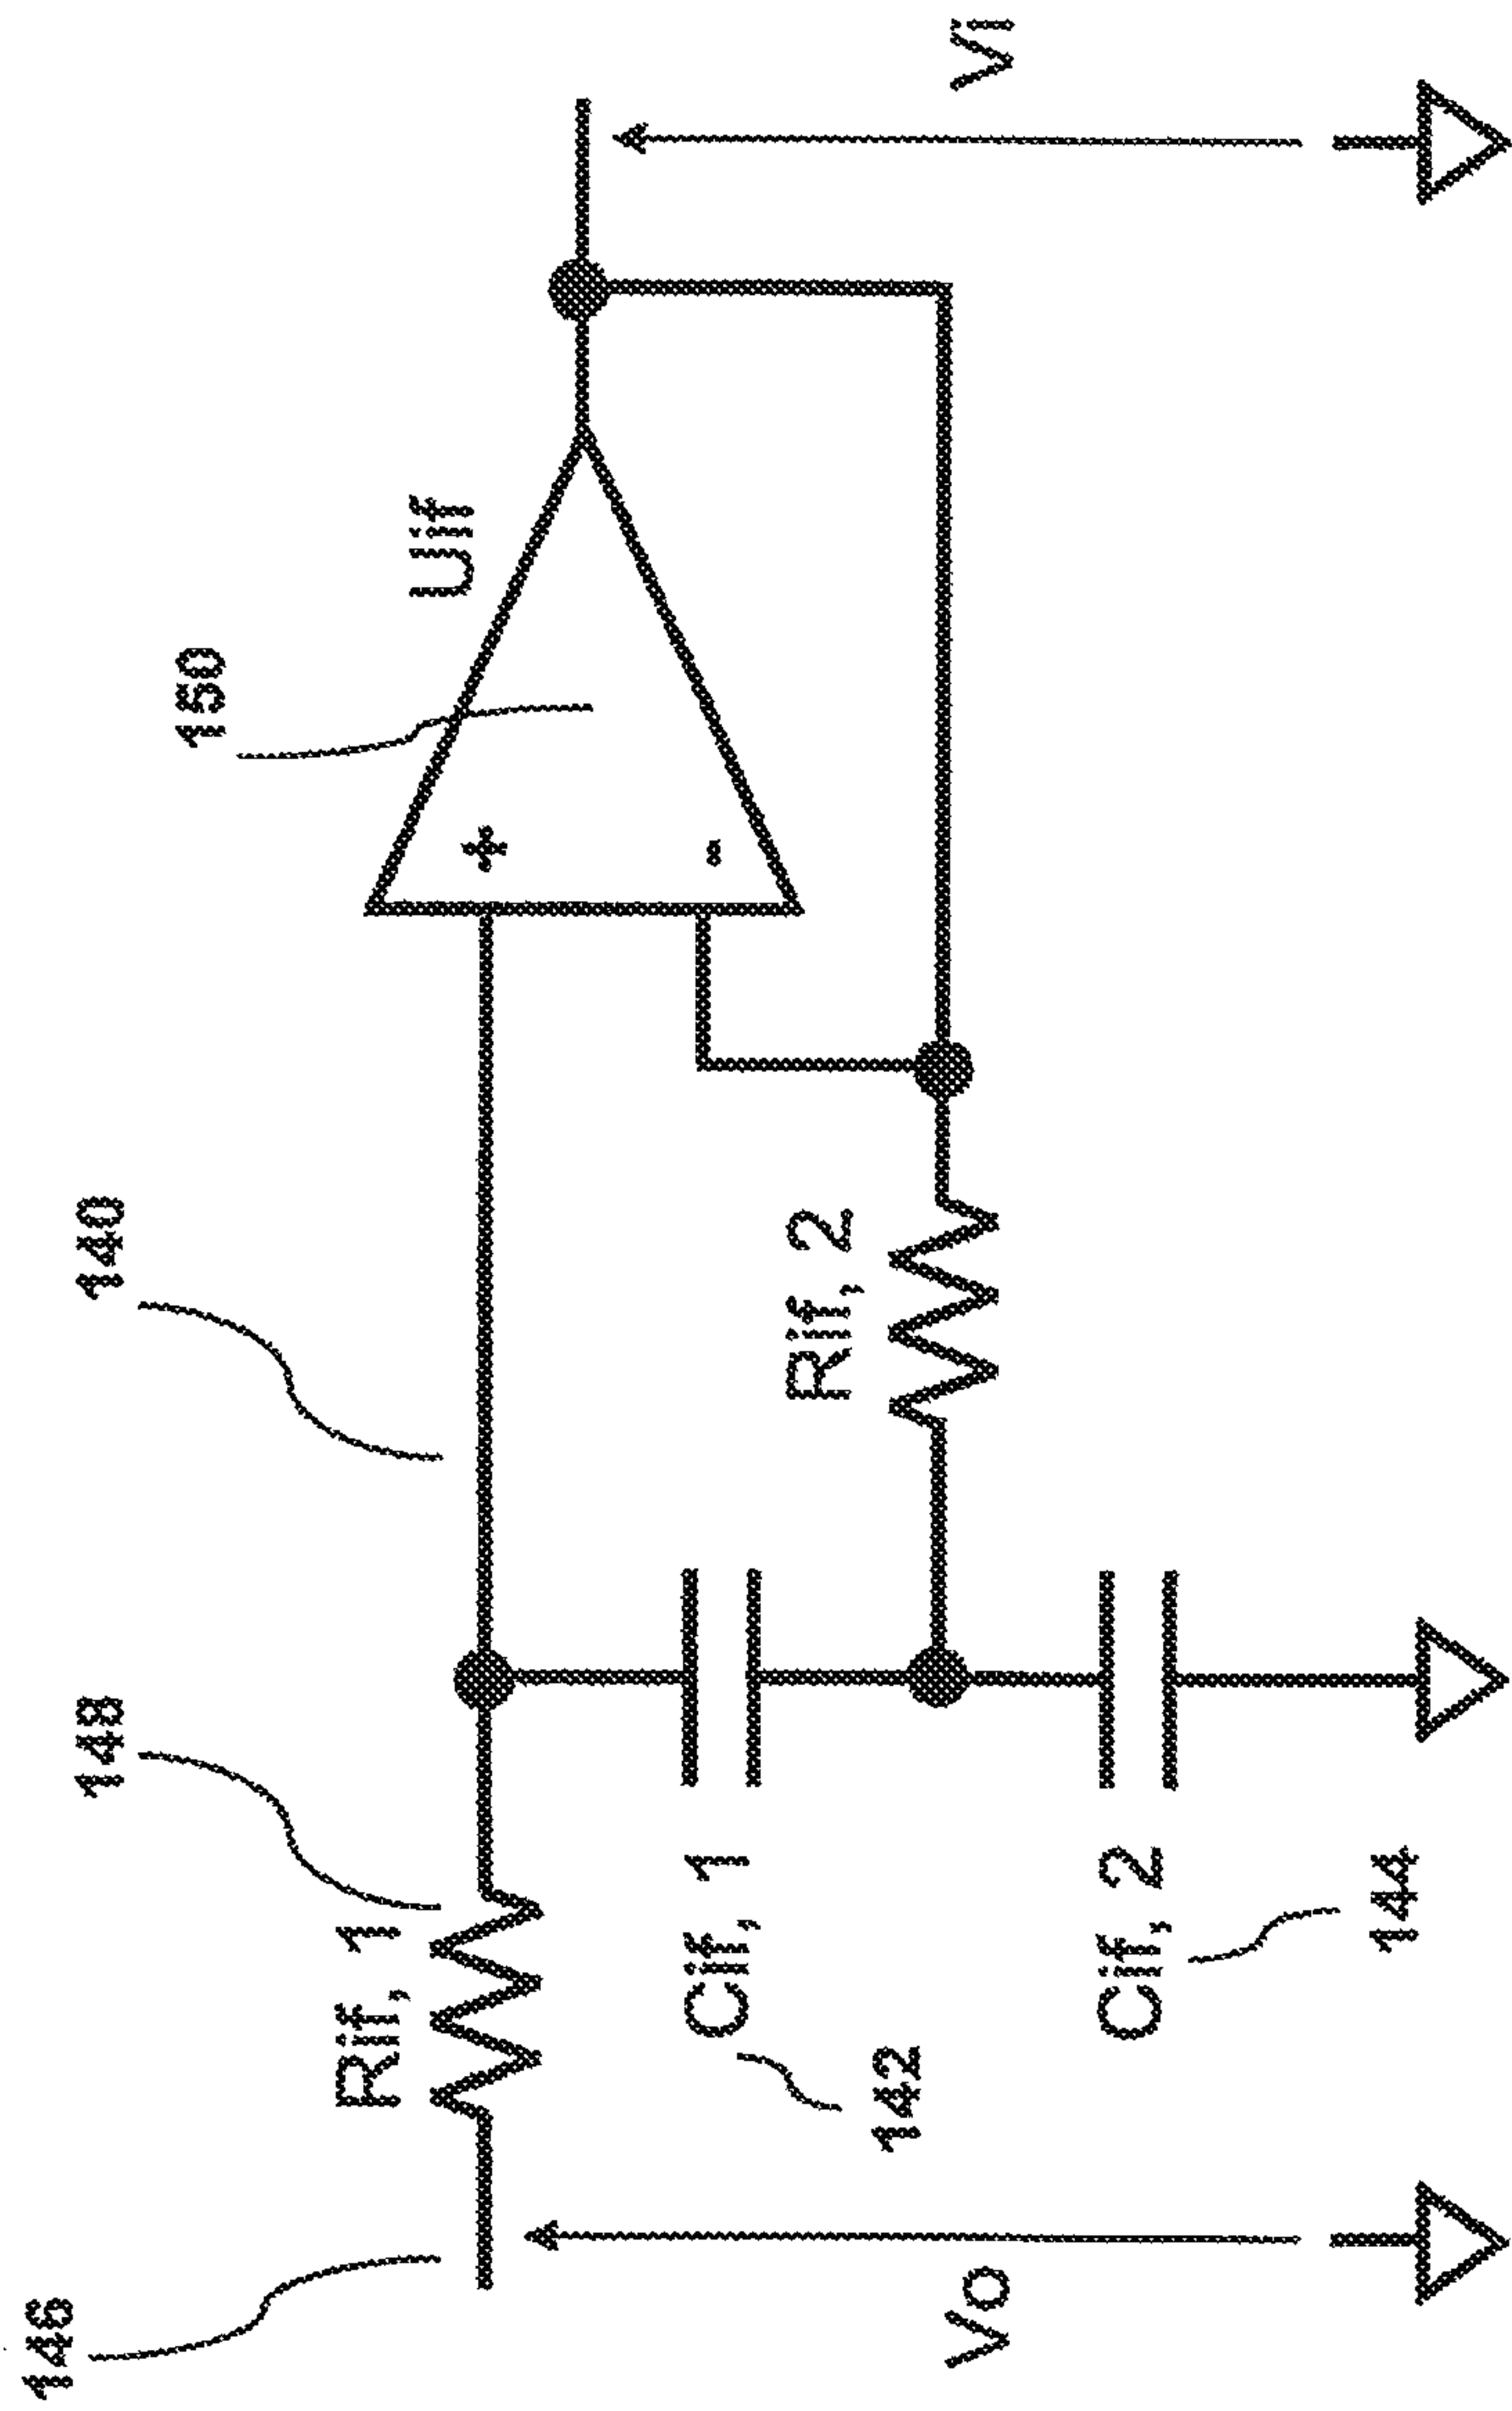 146
148
140
150
Rif, 1
Uif
+
-
Cif, 1
142
Rif, 2
Vo
Vi
Cif, 2
144